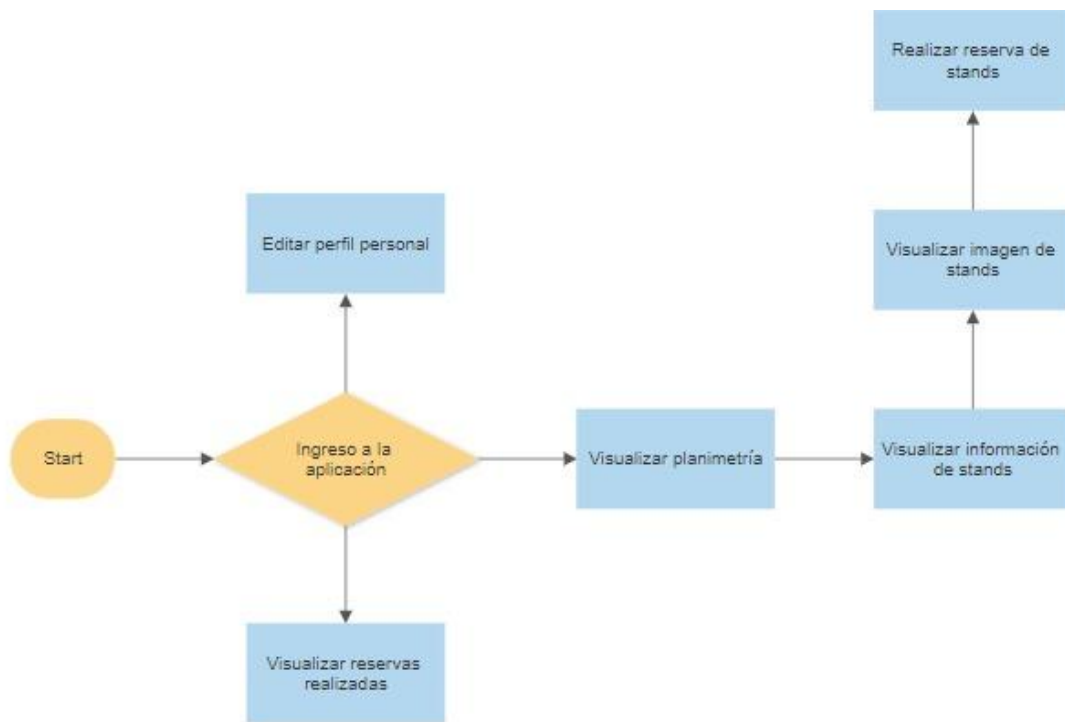 Realizar reserva de
stands
Editar perfil personal
Visualizar imagen de
stands
Start
Ingreso a la
aplicación
Visualizar planimetría
Visualizar información
de stands
Visualizar reservas
realizadas